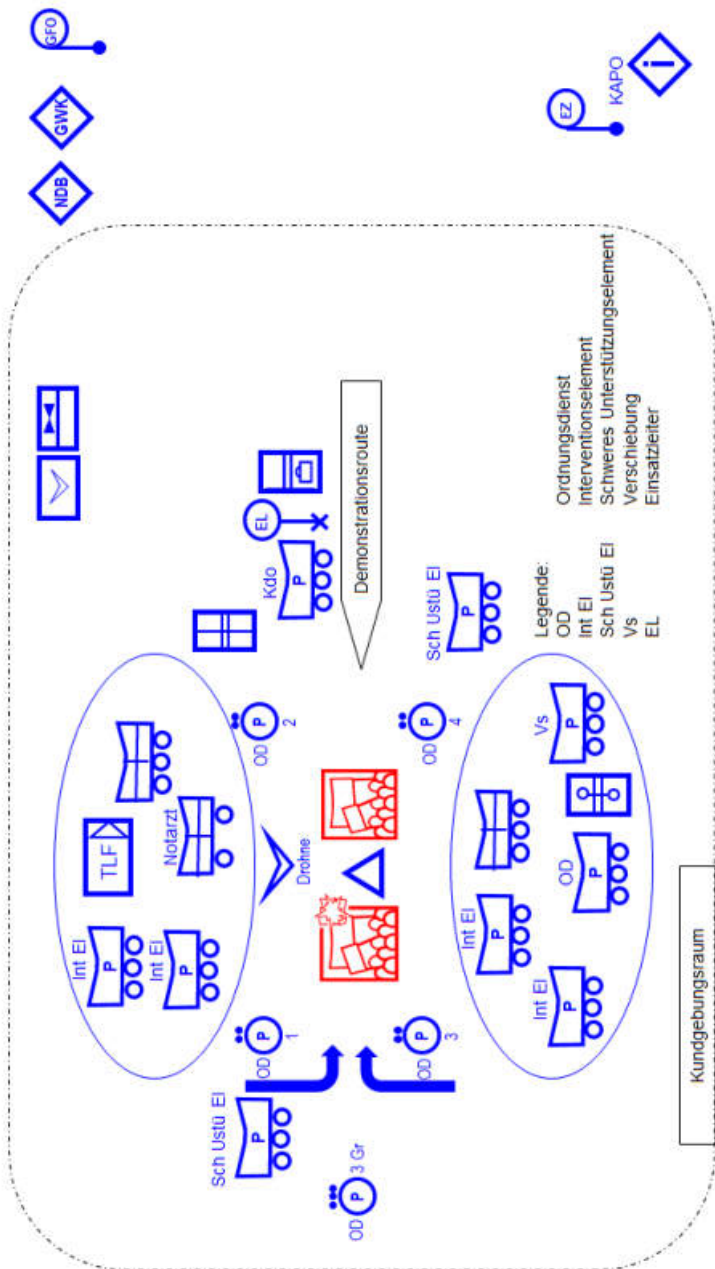 GFO
GWK
NDB
EZ
KAPO
i
Kdo
P
EL
Demonstrationsroute
Sch Ustü El
P
OD P 2
OD P 4
TLF
Notarzt
Drohne
Int El
P
Int El
P
Vs
P
OD
P
Int El
P
Int El
P
OD P 1
OD P 3
Sch Ustü El
P
OD P 3 Gr
Legende:
OD Ordnungsdienst
Int El Interventionselement
Sch Ustü El Schweres Unterstützungselement
Vs Verschiebung
EL Einsatzleiter
Kundgebungsraum